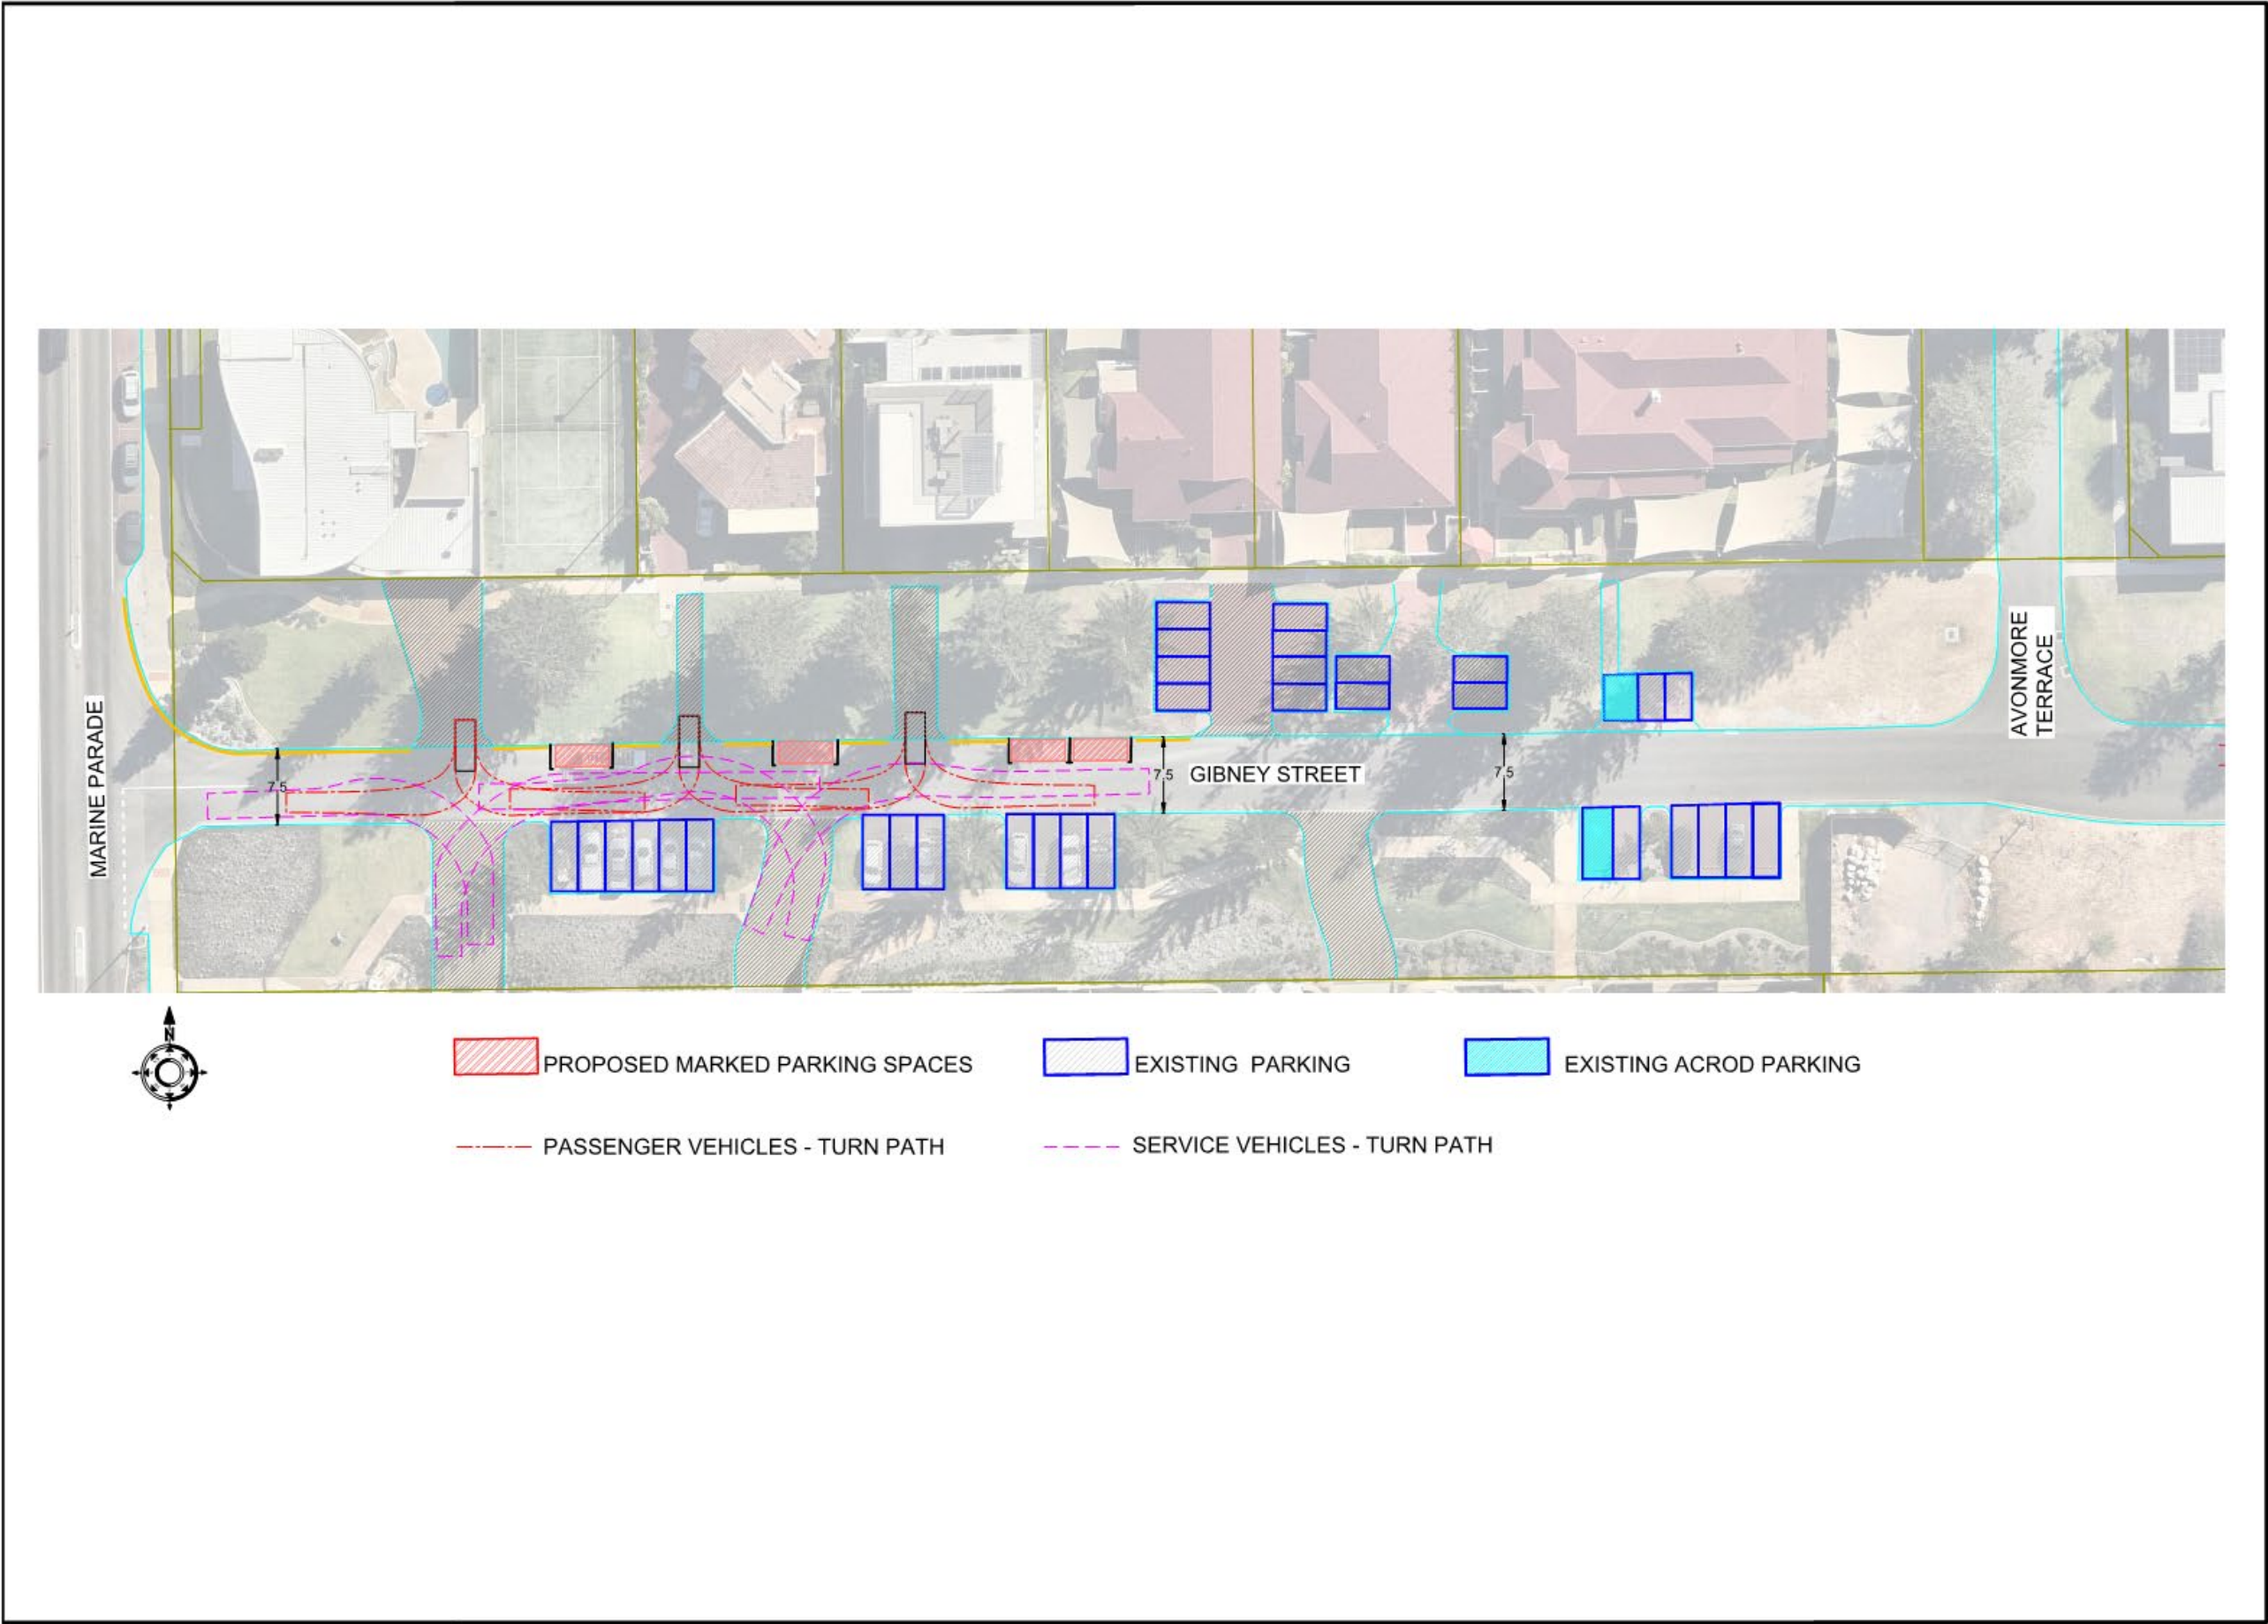 AVONMORE
TERRACE
MARINE PARADE
7.5
7.5
GIBNEY STREET
7.5
N
PROPOSED MARKED PARKING SPACES
EXISTING PARKING
EXISTING ACROD PARKING
PASSENGER VEHICLES - TURN PATH
SERVICE VEHICLES - TURN PATH